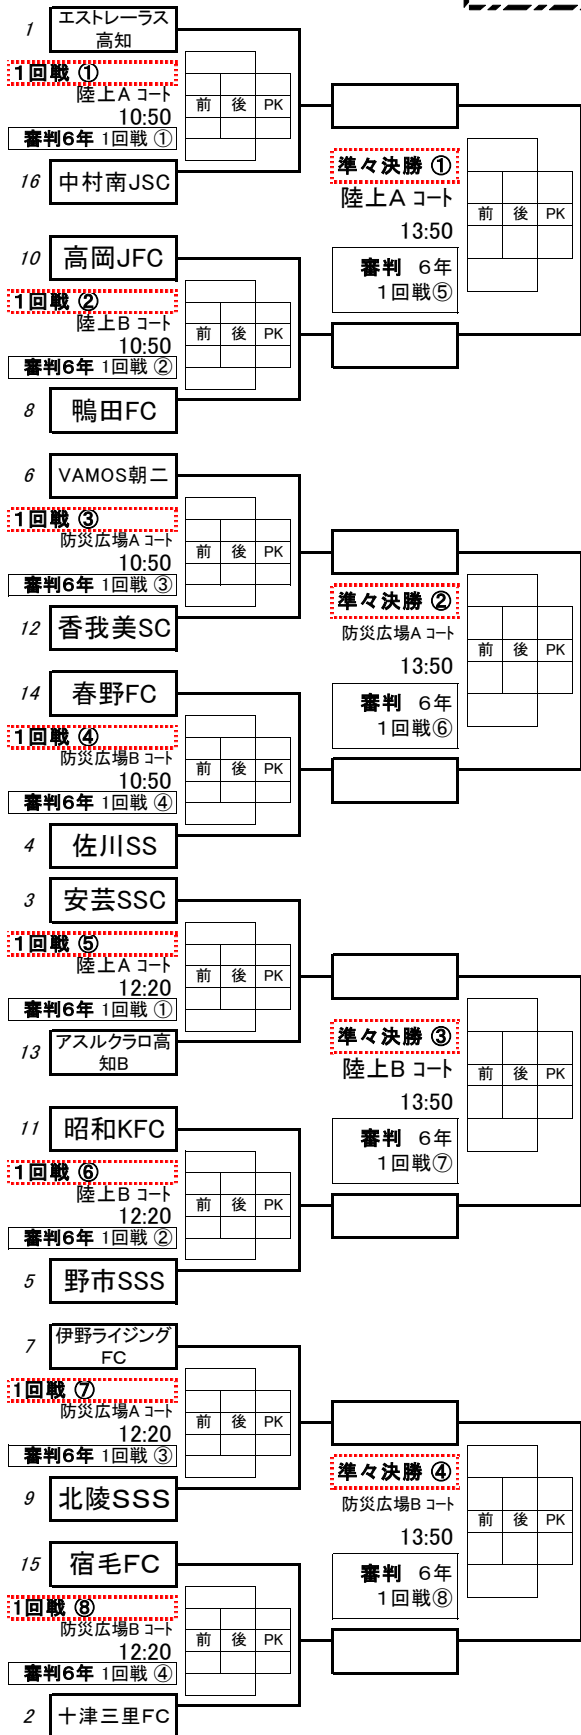 1
エストレーラス
高知
1回戦 ①
陸上A コート
10:50
審判6年 1回戦 ①
前 後 PK
16 中村南JSC
準々決勝 ①
陸上A コート
13:50
審判 6年
1回戦⑤
前 後 PK
10 高岡JFC
1回戦 ②
陸上B コート
10:50
審判6年 1回戦 ②
前 後 PK
8 鴨田FC
6 VAMOS朝二
1回戦 ③
防災広場A コート
10:50
審判6年 1回戦 ③
前 後 PK
12 香我美SC
準々決勝 ②
防災広場A コート
13:50
審判 6年
1回戦⑥
前 後 PK
14 春野FC
1回戦 ④
防災広場B コート
10:50
審判6年 1回戦 ④
前 後 PK
4 佐川SS
3 安芸SSC
1回戦 ⑤
陸上A コート
12:20
審判6年 1回戦 ①
前 後 PK
13
アスルクラロ高
知B
準々決勝 ③
陸上B コート
13:50
審判 6年
1回戦⑦
前 後 PK
11 昭和KFC
1回戦 ⑥
陸上B コート
12:20
審判6年 1回戦 ②
前 後 PK
5 野市SSS
7
伊野ライジング
FC
1回戦 ⑦
防災広場A コート
12:20
審判6年 1回戦 ③
前 後 PK
9 北陵SSS
準々決勝 ④
防災広場B コート
13:50
審判 6年
1回戦⑧
前 後 PK
15 宿毛FC
1回戦 ⑧
防災広場B コート
12:20
審判6年 1回戦 ④
前 後 PK
2 十津三里FC